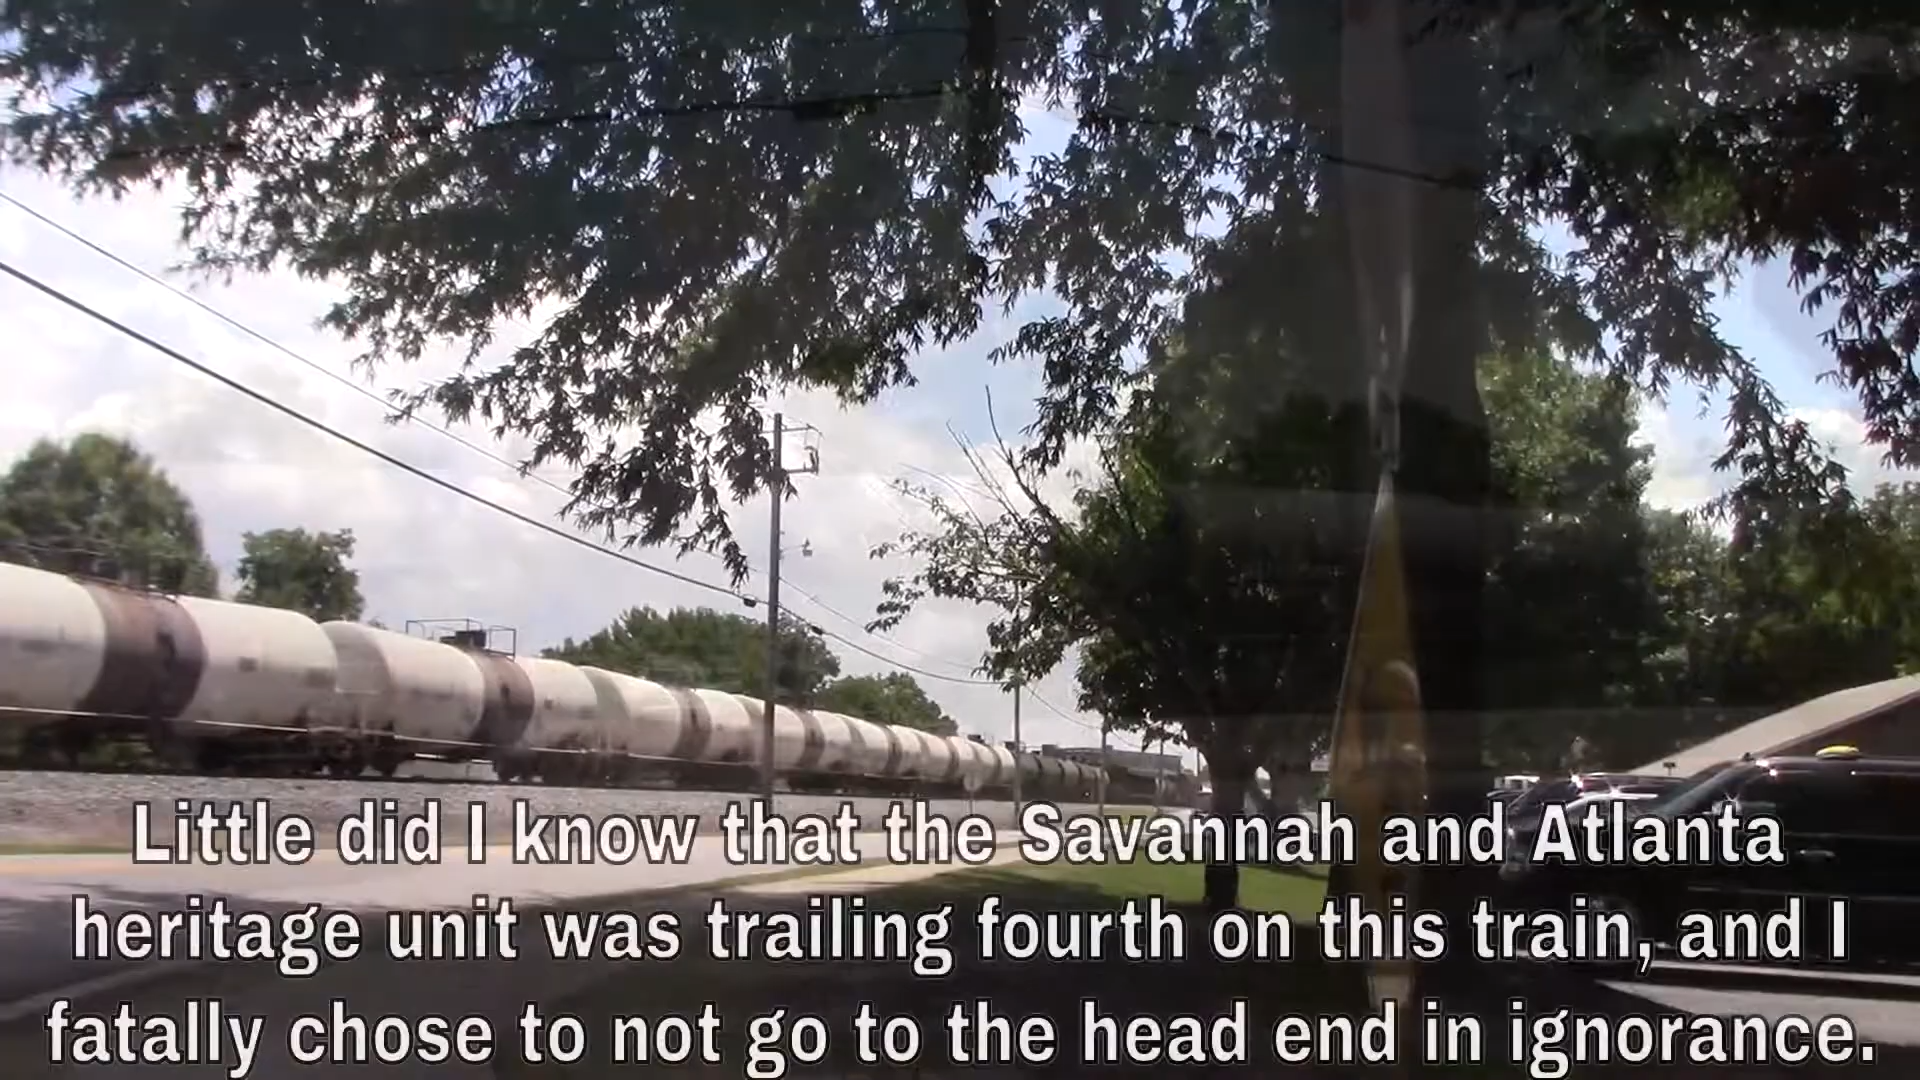 Little did I know that the Savannah and Atlanta
heritage unit was trailing fourth on this train, and I
fatally chose to not go to the head end in ignorance.